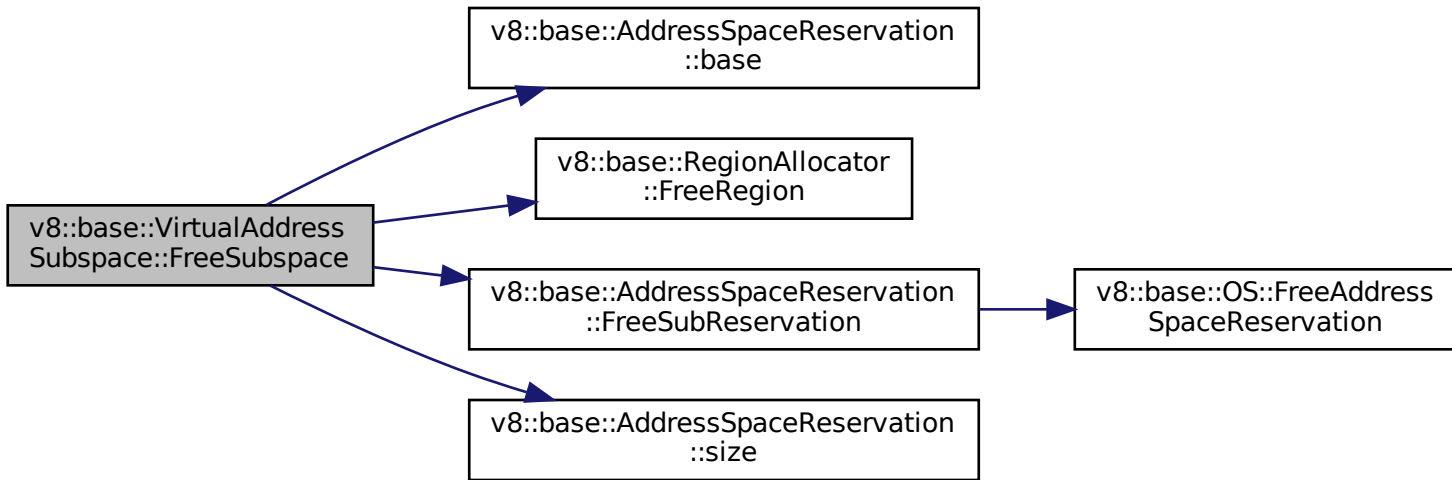 v8::base::AddressSpaceReservation
::base
v8::base::RegionAllocator
::FreeRegion
v8::base::VirtualAddress
Subspace::FreeSubspace
v8::base::AddressSpaceReservation
::FreeSubReservation
v8::base::OS::FreeAddress
SpaceReservation
v8::base::AddressSpaceReservation
::size